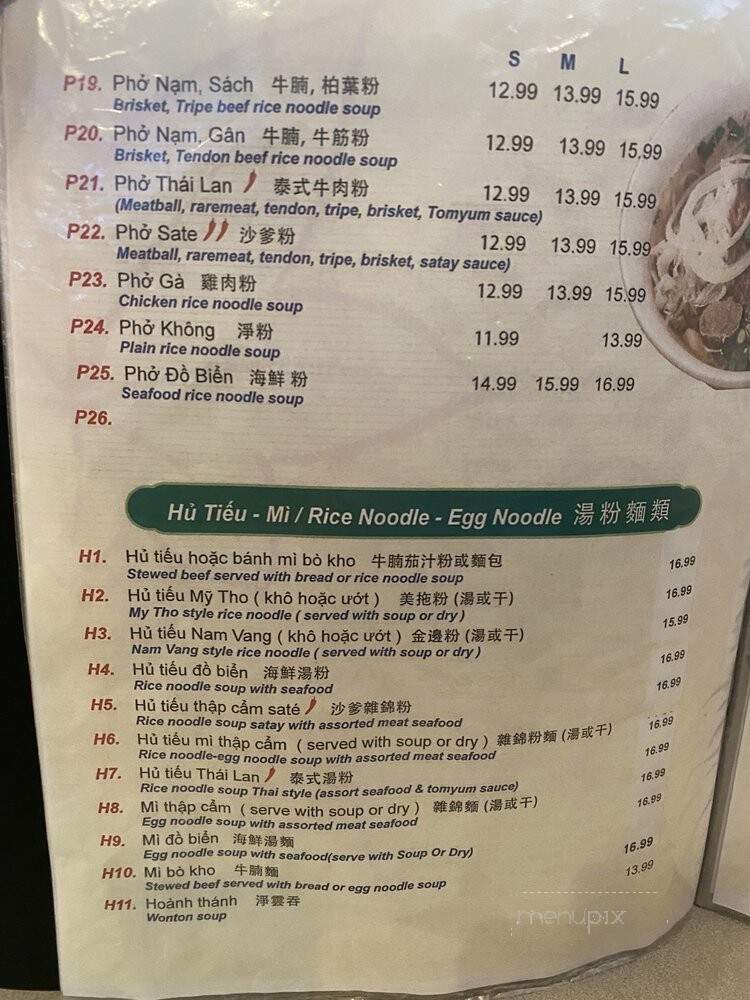 S M L
P19. Phở Nạm, Sách 牛腩, 柏葉粉 12.99 13.99 15.99
Brisket, Tripe beef rice noodle soup
P20. Phở Nạm, Gân 牛腩, 牛筋粉 12.99 13.99 15.99
Brisket, Tendon beef rice noodle soup
P21. Phở Thái Lan 泰式牛肉粉 12.99 13.99 15.99
(Meatball, raremeat, tendon, tripe, brisket, Tomyum sauce)
P22. Phở Sate 沙爹粉 12.99 13.99 15.99
Meatball, raremeat, tendon, tripe, brisket, satay sauce)
P23. Phở Gà 雞肉粉 12.99 13.99 15.99
Chicken rice noodle soup
P24. Phở Không 淨粉 11.99 13.99
Plain rice noodle soup
P25. Phở Đồ Biển 海鮮 粉 14.99 15.99 16.99
Seafood rice noodle soup
P26.
Hủ Tiếu - Mì / Rice Noodle - Egg Noodle 湯粉麵類
H1. Hủ tiếu hoặc bánh mì bò kho 牛腩茄汁粉或麵包 16.99
Stewed beef served with bread or rice noodle soup
H2. Hủ tiếu Mỹ Tho ( khô hoặc ướt ) 美拖粉 (湯或干) 16.99
My Tho style rice noodle ( served with soup or dry )
H3. Hủ tiếu Nam Vang ( khô hoặc ướt ) 金邊粉 (湯或干) 15.99
Nam Vang style rice noodle ( served with soup or dry )
H4. Hủ tiếu đồ biển 海鮮湯粉 16.99
Rice noodle soup with seafood
H5. Hủ tiếu thập cẩm saté 沙爹雜錦粉 16.99
Rice noodle soup satay with assorted meat seafood
H6. Hủ tiếu mì thập cẩm ( served with soup or dry ) 雜錦粉麵 (湯或干) 16.99
Rice noodle-egg noodle soup with assorted meat seafood
H7. Hủ tiếu Thái Lan 泰式湯粉 16.99
Rice noodle soup Thai style (assort seafood & tomyum sauce)
H8. Mì thập cẩm ( serve with soup or dry ) 雜錦麵 (湯或干) 16.99
Egg noodle soup with assorted meat seafood
H9. Mì đồ biển 海鮮湯麵 16.99
Egg noodle soup with seafood(serve with Soup Or Dry)
H10. Mì bò kho 牛腩麵 16.99
Stewed beef served with bread or egg noodle soup
H11. Hoành thánh 淨雲吞 13.99
Wonton soup
menupix